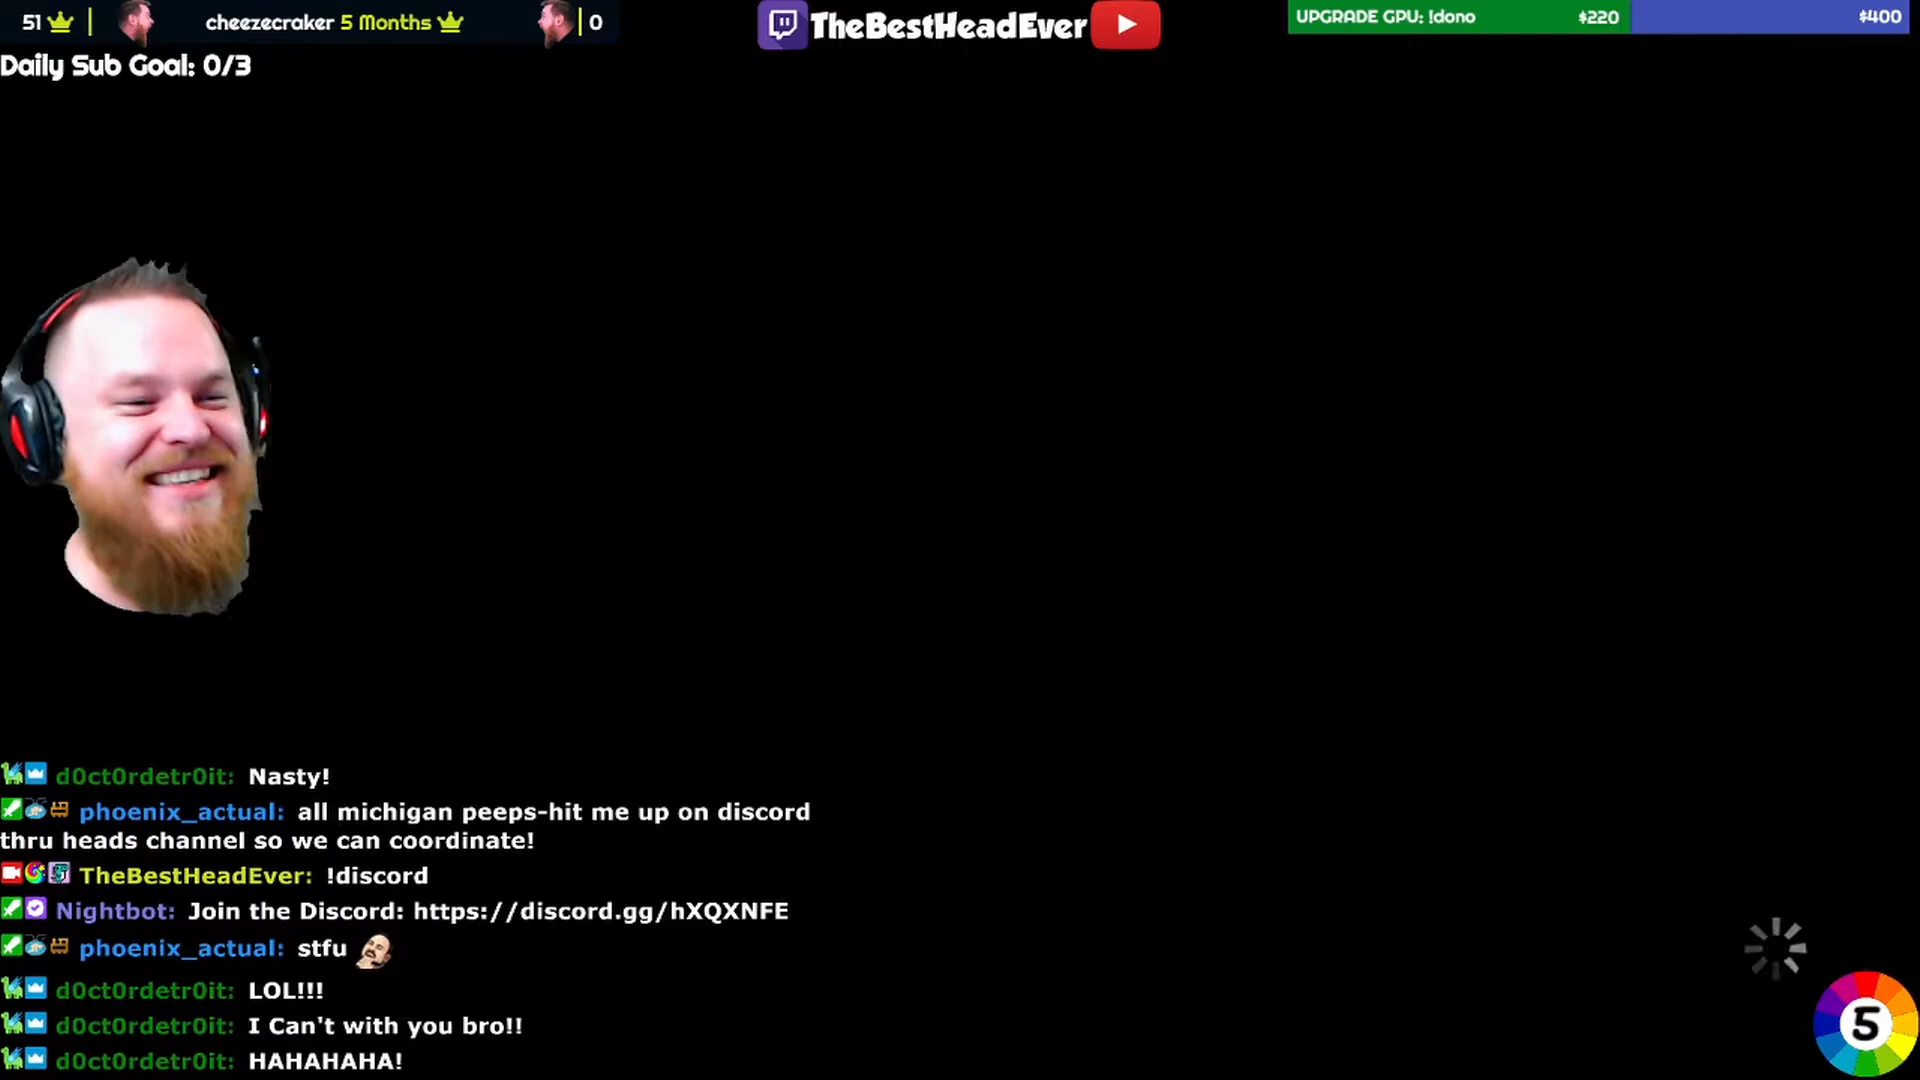 51 cheezecraker 5 Months 0
TheBestHeadEver
UPGRADE GPU: !dono $220 $400
Daily Sub Goal: 0/3
d0ct0rdetr0it: Nasty!
phoenix_actual: all michigan peeps-hit me up on discord
thru heads channel so we can coordinate!
TheBestHeadEver: !discord
Nightbot: Join the Discord: https://discord.gg/hXQXNFE
phoenix_actual: stfu
d0ct0rdetr0it: LOL!!!
d0ct0rdetr0it: I Can't with you bro!!
d0ct0rdetr0it: HAHAHAHA!
5